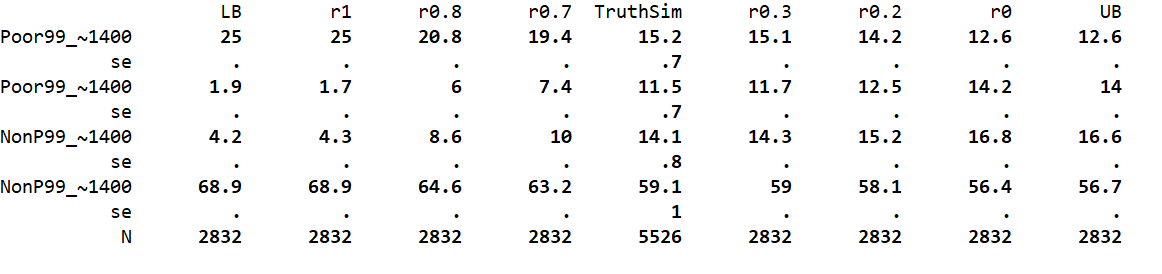 LB r1 r0.8 r0.7 TruthSim r0.3 r0.2 r0 UB
Poor99_~1400 25 25 20.8 19.4 15.2 15.1 14.2 12.6 12.6
se . . . . .7 . . . .
Poor99_~1400 1.9 1.7 6 7.4 11.5 11.7 12.5 14.2 14
se . . . . .7 . . . .
NonP99_~1400 4.2 4.3 8.6 10 14.1 14.3 15.2 16.8 16.6
se . . . . .8 . . . .
NonP99_~1400 68.9 68.9 64.6 63.2 59.1 59 58.1 56.4 56.7
se . . . . 1 . . . .
N 2832 2832 2832 2832 5526 2832 2832 2832 2832